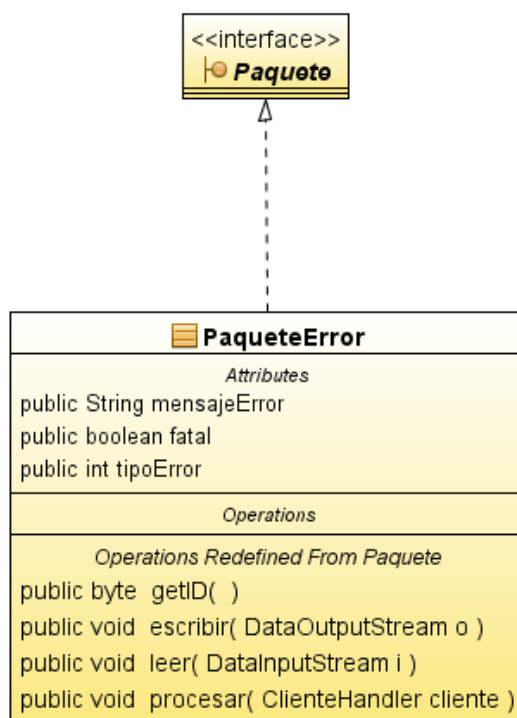 <<interface>>
Paquete
PaqueteError
Attributes
public String mensajeError
public boolean fatal
public int tipoError
Operations
Operations Redefined From Paquete
public byte getID( )
public void escribir( DataOutputStream o )
public void leer( DataInputStream i )
public void procesar( ClienteHandler cliente )